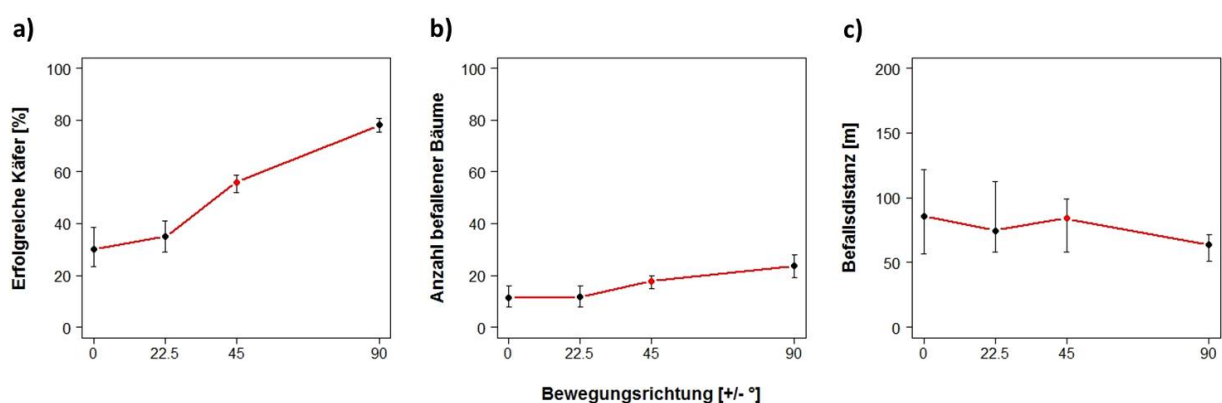 a)
Erfolgreiche Käfer [%]
100
80
60
40
20
0
0 22.5 45 90
b)
Anzahl befallener Bäume
100
80
60
40
20
0
0 22.5 45 90
c)
Befallsdistanz [m]
200
150
100
50
0
0 22.5 45 90
Bewegungsrichtung [+/- °]